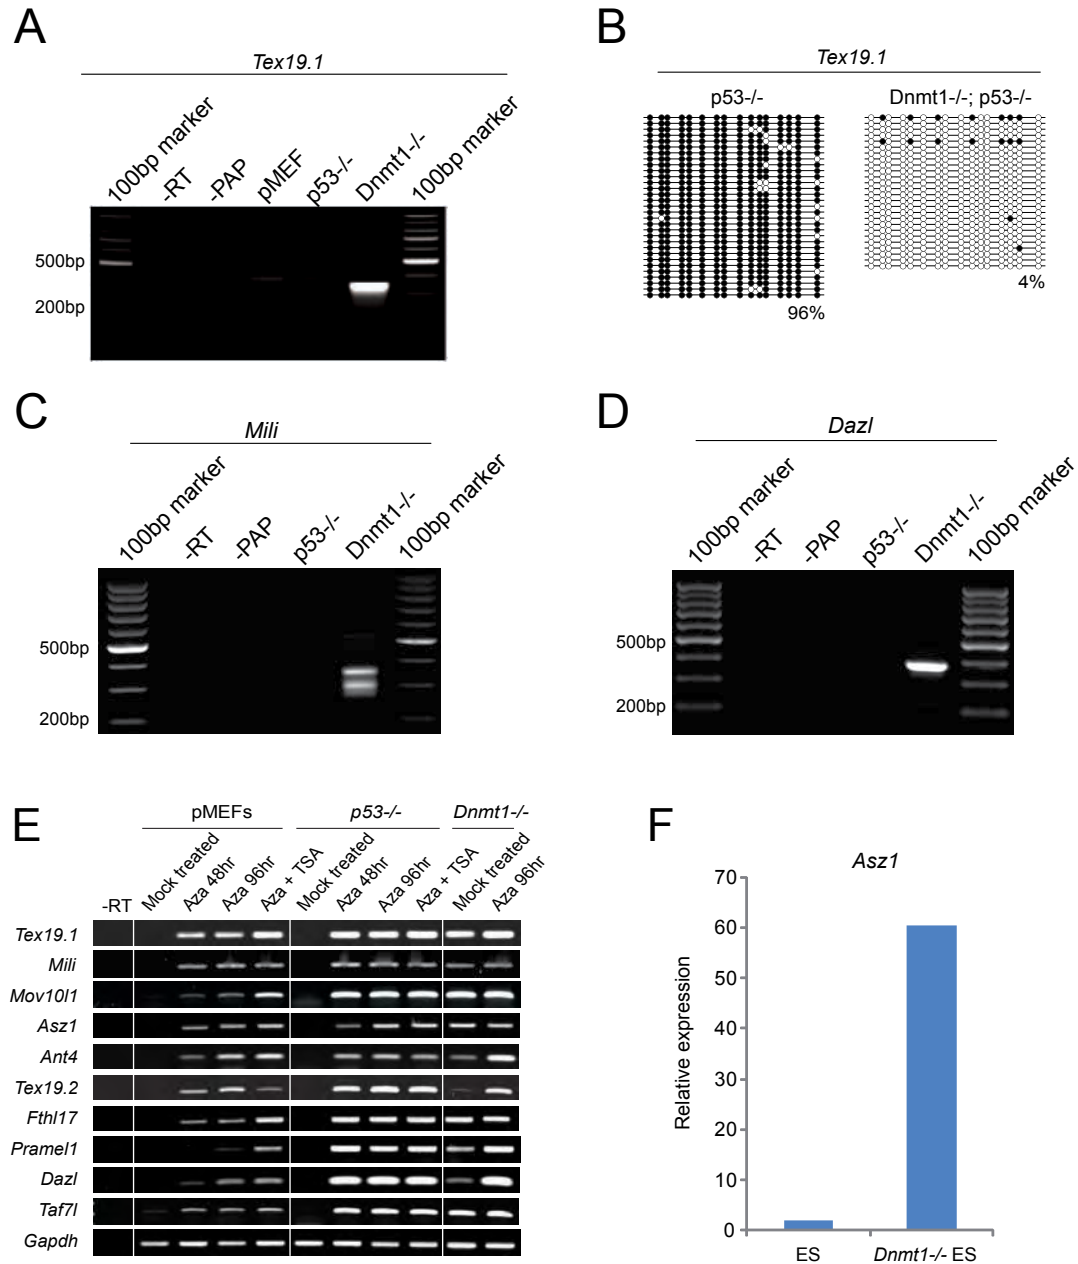 A
Tex19.1
100bp marker
-RT
-PAP
pMEF
p53-/-
Dnmt1-/-
100bp marker
500bp
200bp
B
Tex19.1
p53-/-
Dnmt1-/-; p53-/-
96%
4%
C
Mili
100bp marker
-RT
-PAP
p53-/-
Dnmt1-/-
100bp marker
500bp
200bp
D
Dazl
100bp marker
-RT
-PAP
p53-/-
Dnmt1-/-
100bp marker
500bp
200bp
E
pMEFs
p53-/-
Dnmt1-/-
-RT
Mock treated
Aza 48hr
Aza 96hr
Aza + TSA
Mock treated
Aza 48hr
Aza 96hr
Aza + TSA
Mock treated
Aza 96hr
Tex19.1
Mili
Mov10l1
Asz1
Ant4
Tex19.2
Fthl17
Pramel1
Dazl
Taf7l
Gapdh
F
Asz1
Relative expression
70
60
50
40
30
20
10
0
ES
Dnmt1-/- ES